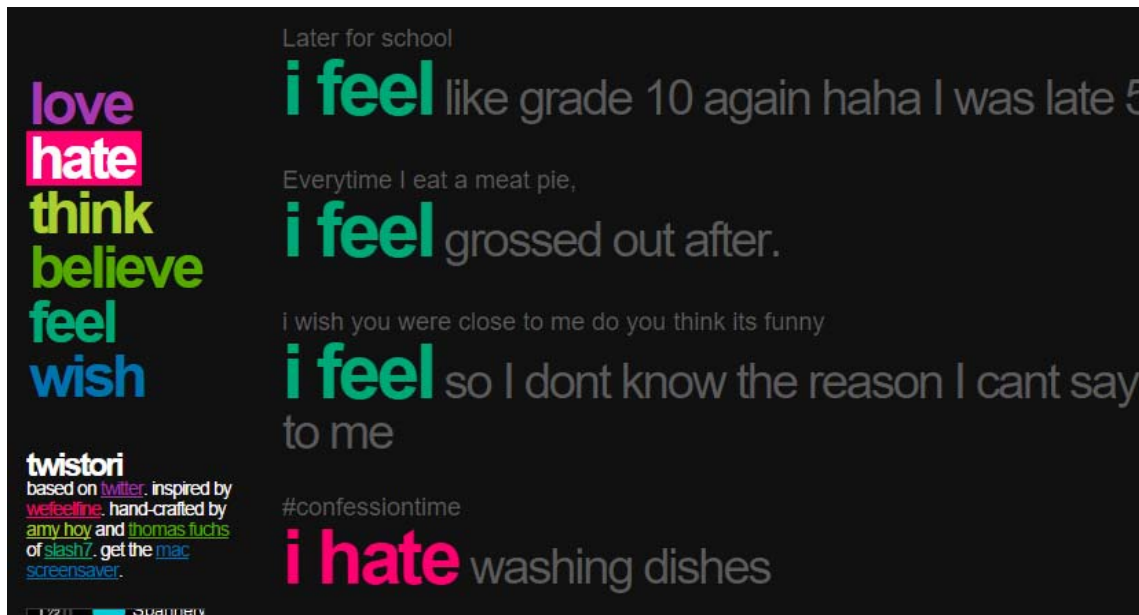 love
hate
think
believe
feel
wish
twistori
based on twitter. inspired by
wefeelfine. hand-crafted by
amy hoy and thomas fuchs
of slash7. get the mac
screensaver.
Later for school
i feel like grade 10 again haha I was late 5
Everytime I eat a meat pie,
i feel grossed out after.
i wish you were close to me do you think its funny
i feel so I dont know the reason I cant say
to me
#confessiontime
i hate washing dishes